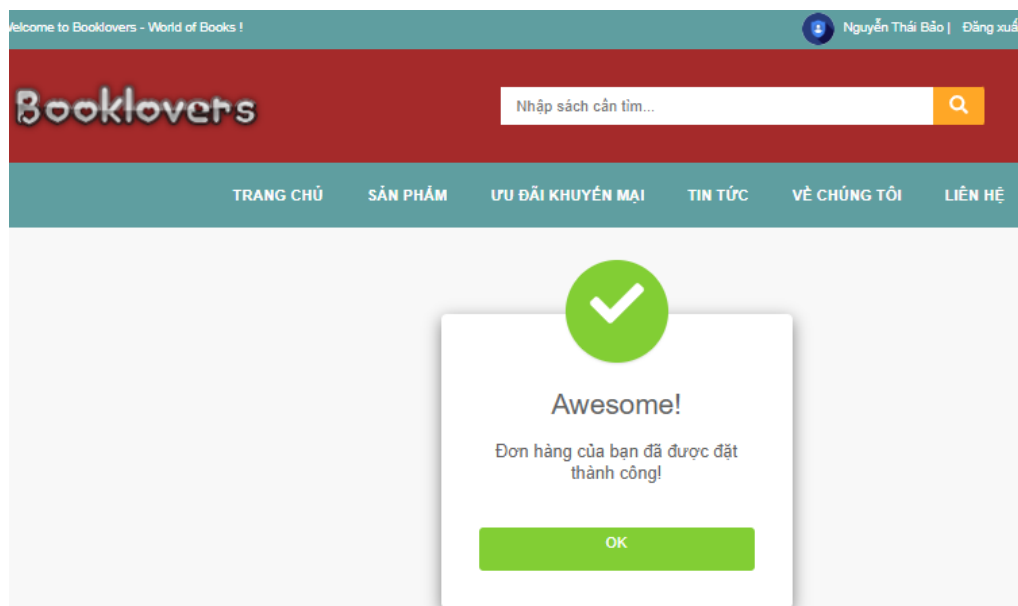 Welcome to Booklovers - World of Books !
Nguyễn Thái Bảo | Đăng xuấ
Booklovers
Nhập sách cần tìm...
TRANG CHỦ SẢN PHẨM ƯU ĐÃI KHUYẾN MẠI TIN TỨC VỀ CHÚNG TÔI LIÊN HỆ
Awesome!
Đơn hàng của bạn đã được đặt
thành công!
OK